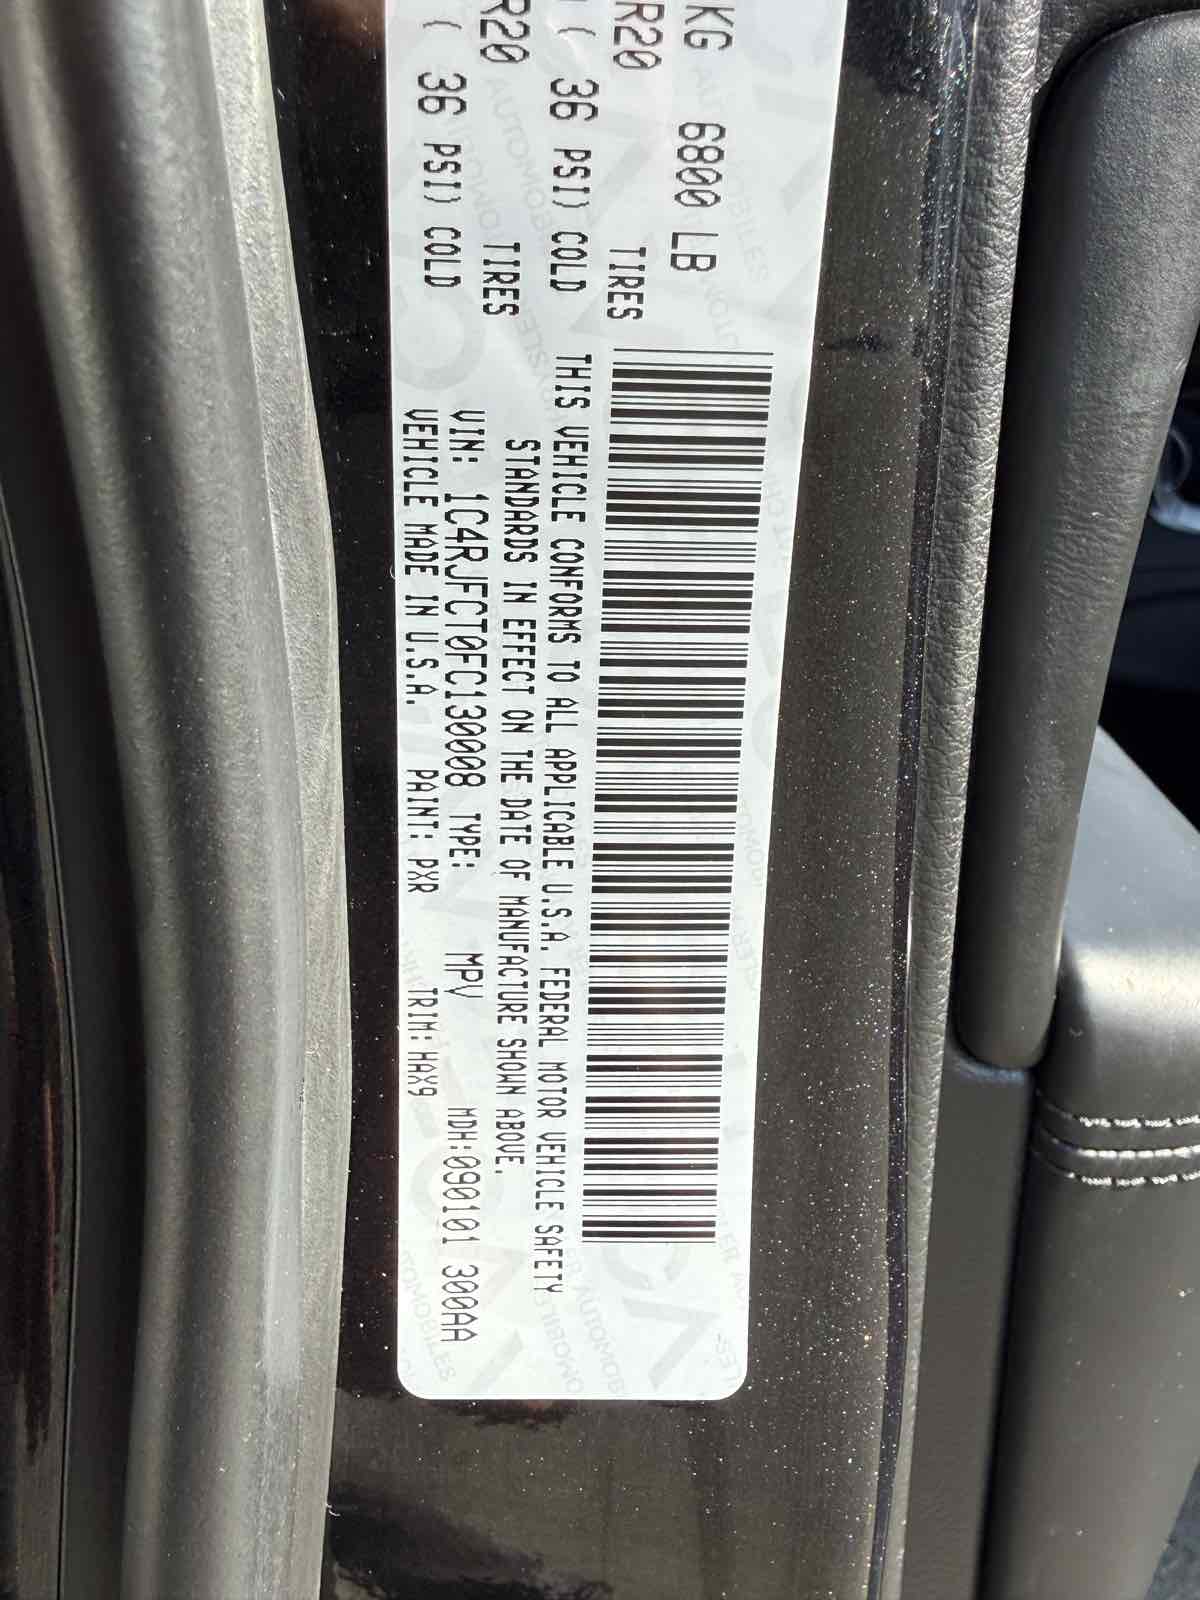 KG 6800 LB
R20 TIRES
( 36 PSI) COLD
R20 TIRES
( 36 PSI) COLD
THIS VEHICLE CONFORMS TO ALL APPLICABLE U.S.A. FEDERAL MOTOR VEHICLE SAFETY
STANDARDS IN EFFECT ON THE DATE OF MANUFACTURE SHOWN ABOVE.
VIN: 1C4RJFCT0FC130008 TYPE: MPV MDH:090101 300AA
VEHICLE MADE IN U.S.A. PAINT: PXR TRIM: HAX9